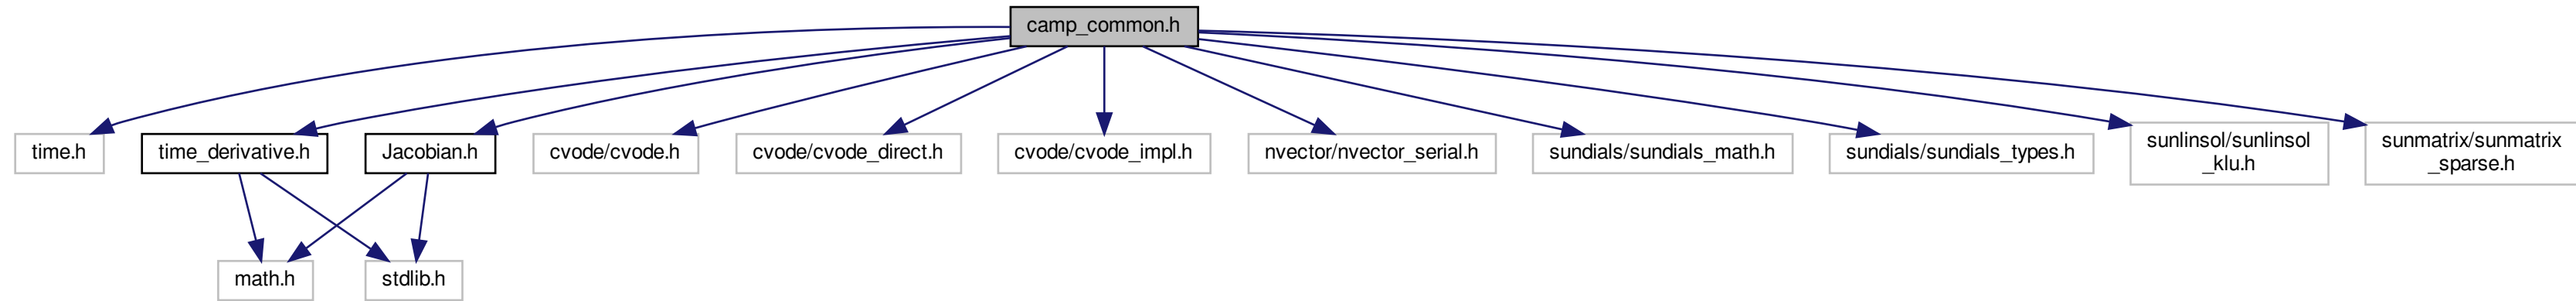 camp_common.h
time.h
time_derivative.h
Jacobian.h
cvode/cvode.h
cvode/cvode_direct.h
cvode/cvode_impl.h
nvector/nvector_serial.h
sundials/sundials_math.h
sundials/sundials_types.h
sunlinsol/sunlinsol
_klu.h
sunmatrix/sunmatrix
_sparse.h
math.h
stdlib.h